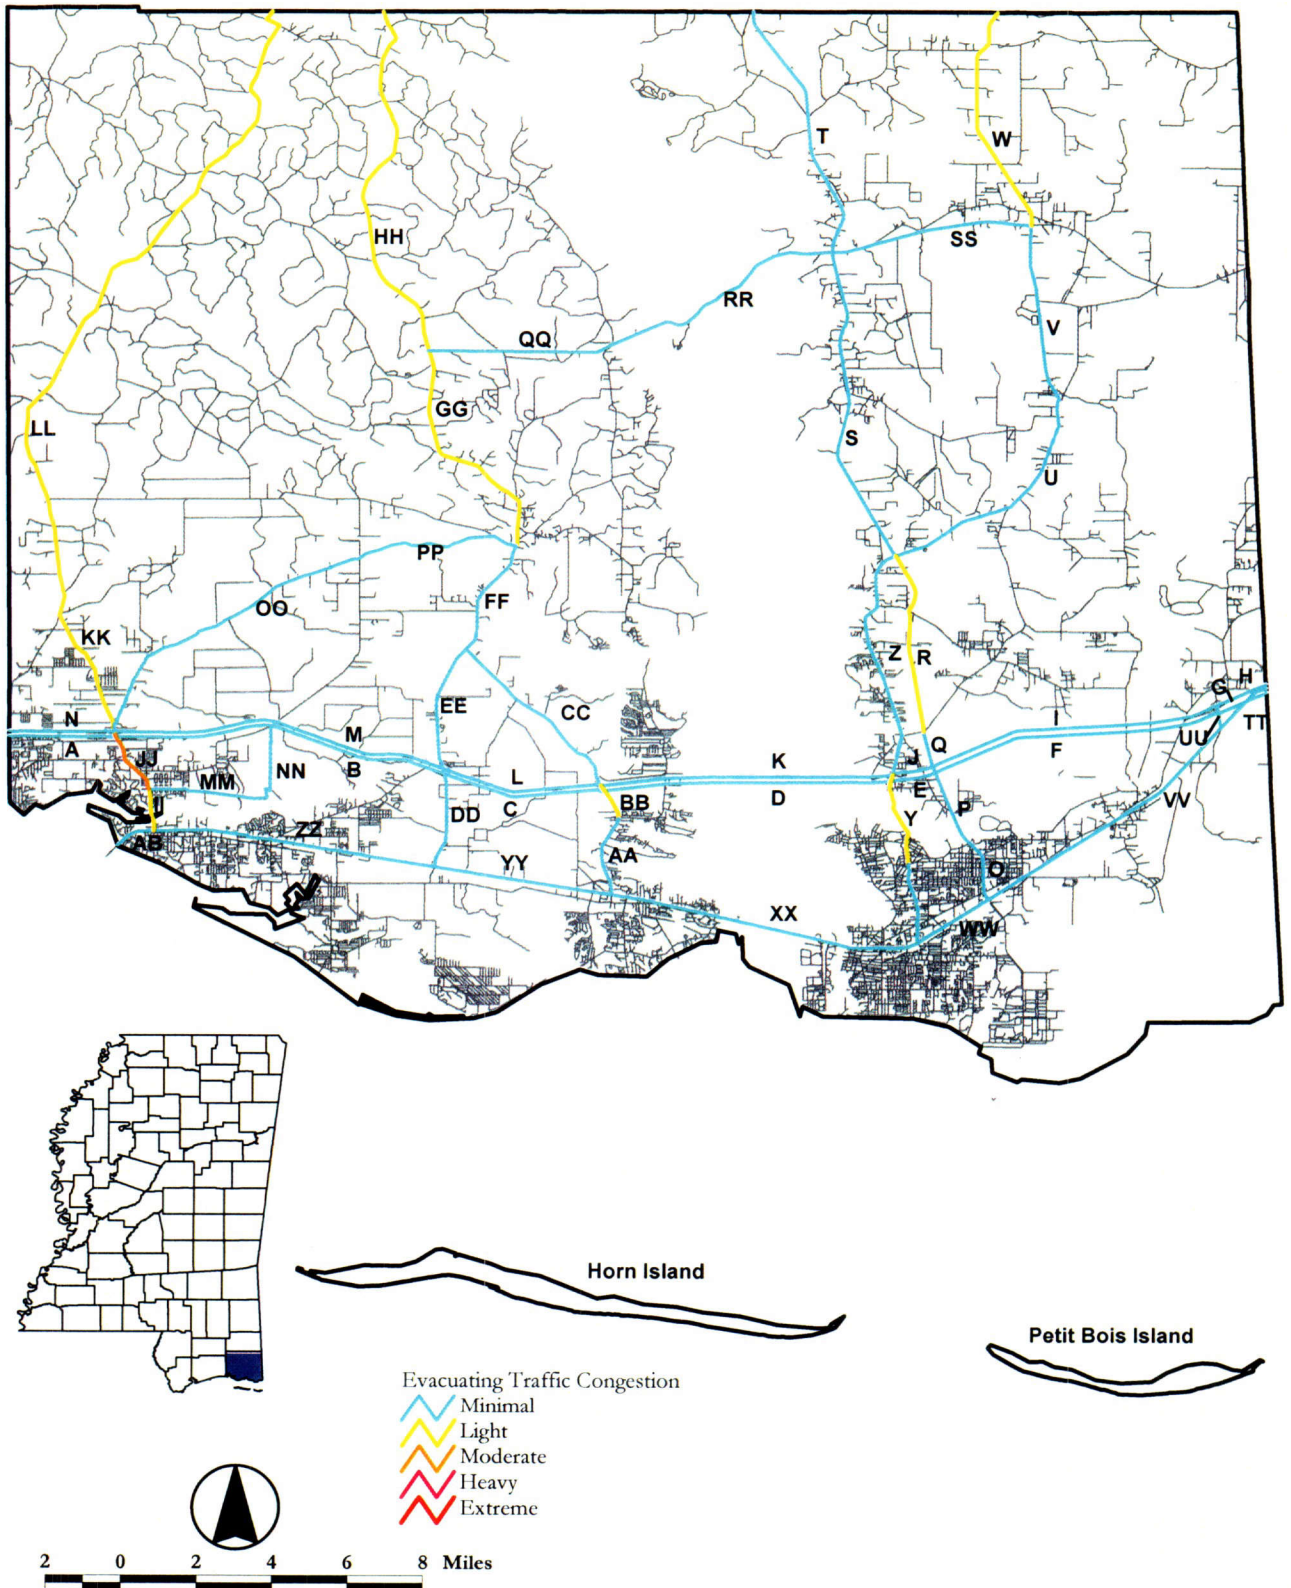 T
W
HH
SS
RR
V
QQ
GG
LL
S
U
PP
OO
FF
KK
Z
R
H
G
EE
CC
N
M
I
TT
A
JJ
J
Q
UU
F
B
NN
L
K
MM
E
C
D
BB
P
VV
II
DD
Y
AB
ZZ
YY
AA
O
XX
WW
Horn Island
Petit Bois Island
Evacuating Traffic Congestion
Minimal
Light
Moderate
Heavy
Extreme
2 0 2 4 6 8 Miles